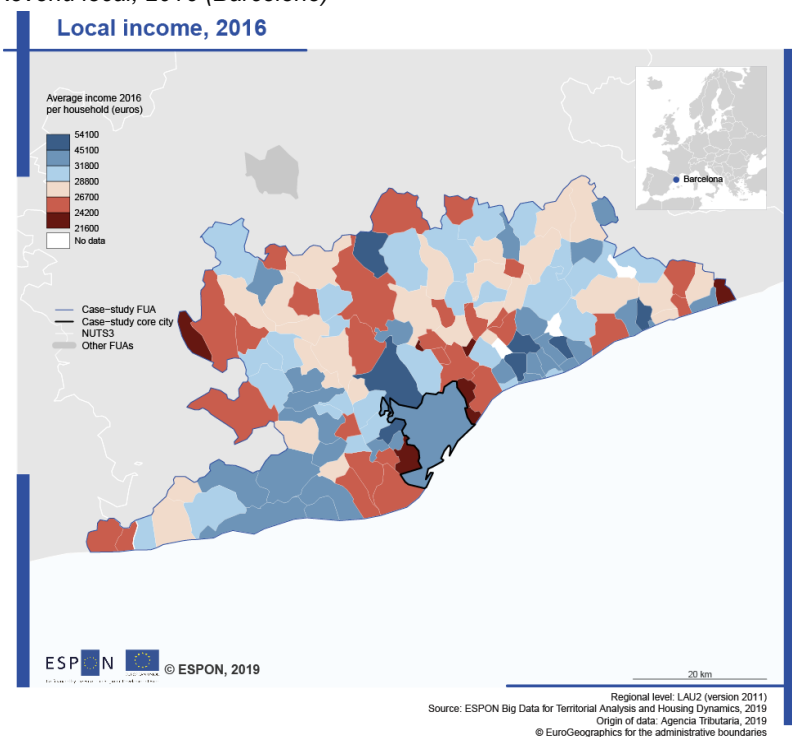 Local income, 2016
Average income 2016
per household (euros)
54100
45100
31800
28800
26700
24200
21600
No data
Barcelona
Case-study FUA
Case-study core city
NUTS3
Other FUAs
ESPON
© ESPON, 2019
20 km
Regional level: LAU2 (version 2011)
Source: ESPON Big Data for Territorial Analysis and Housing Dynamics, 2019
Origin of data: Agencia Tributaria, 2019
© EuroGeographics for the administrative boundaries